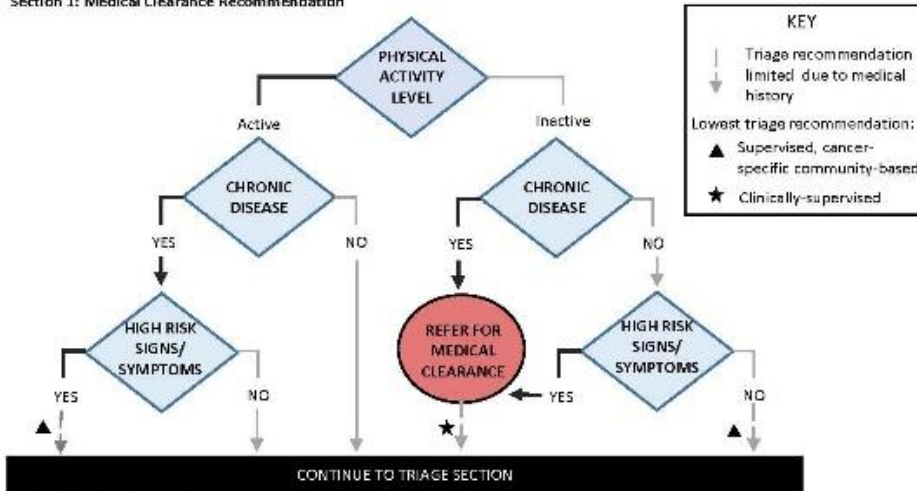 Section 1: Medical Clearance Recommendation
PHYSICAL
ACTIVITY
LEVEL
Active
Inactive
CHRONIC
DISEASE
CHRONIC
DISEASE
YES
NO
YES
NO
HIGH RISK
SIGNS/
SYMPTOMS
REFER FOR
MEDICAL
CLEARANCE
HIGH RISK
SIGNS/
SYMPTOMS
YES
NO
YES
NO
CONTINUE TO TRIAGE SECTION
KEY
Triage recommendation
limited due to medical
history
Lowest triage recommendation:
Supervised, cancer-
specific community-based
Clinically-supervised